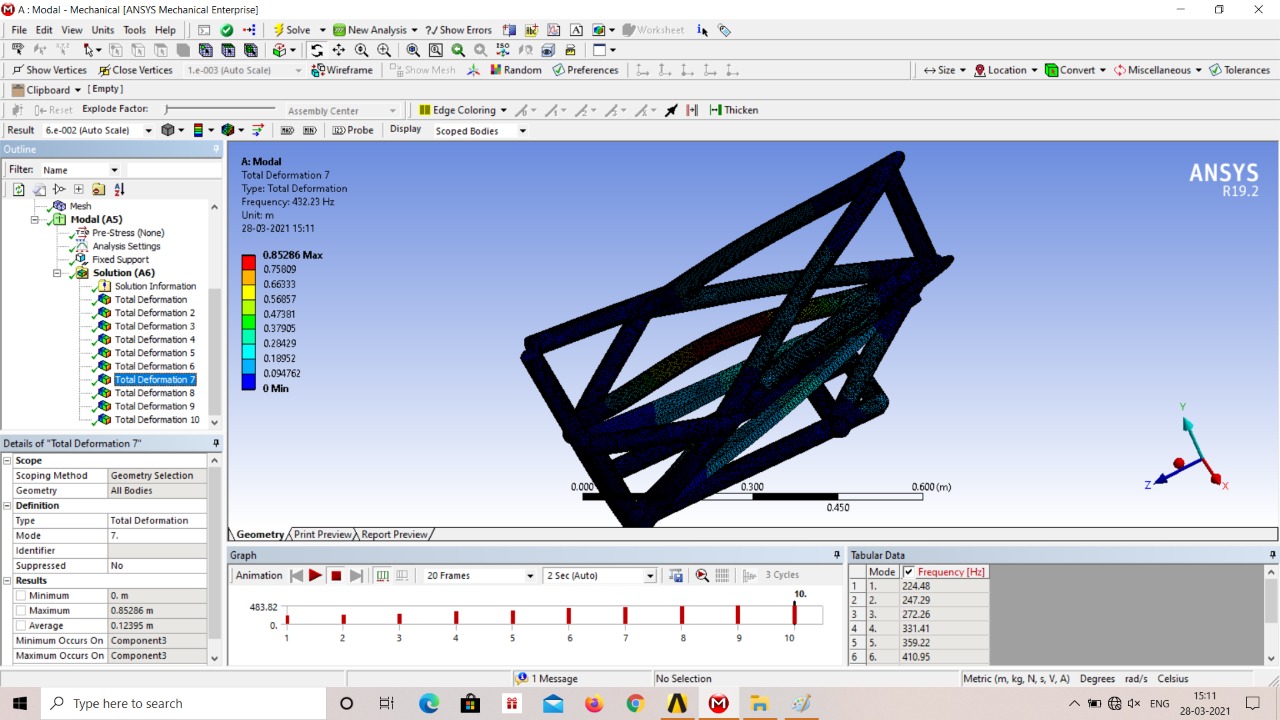 A : Modal - Mechanical [ANSYS Mechanical Enterprise]
File Edit View Units Tools Help Solve New Analysis ?/ Show Errors Worksheet
Show Vertices Close Vertices 1.e-003 (Auto Scale) Wireframe Show Mesh Random Preferences Size Location Convert Miscellaneous Tolerances
Clipboard [ Empty ]
Reset Explode Factor: Assembly Center Edge Coloring Thicken
Result 6.e-002 (Auto Scale) Probe Display Scoped Bodies
Outline
Filter: Name
Mesh
Modal (A5)
Pre-Stress (None)
Analysis Settings
Fixed Support
Solution (A6)
Solution Information
Total Deformation
Total Deformation 2
Total Deformation 3
Total Deformation 4
Total Deformation 5
Total Deformation 6
Total Deformation 7
Total Deformation 8
Total Deformation 9
Total Deformation 10
Details of "Total Deformation 7"
Scope
Scoping Method Geometry Selection
Geometry All Bodies
Definition
Type Total Deformation
Mode 7.
Identifier
Suppressed No
Results
Minimum 0. m
Maximum 0.85286 m
Average 0.12395 m
Minimum Occurs On Component3
Maximum Occurs On Component3
A: Modal
Total Deformation 7
Type: Total Deformation
Frequency: 432.23 Hz
Unit: m
28-03-2021 15:11
0.85286 Max
0.75809
0.66333
0.56857
0.47381
0.37905
0.28429
0.18952
0.094762
0 Min
ANSYS
R19.2
0.000 0.300 0.600 (m)
0.450
Y
Z
X
Geometry Print Preview Report Preview
Graph
Animation 20 Frames 2 Sec (Auto) 3 Cycles
10.
483.82
0.
1 2 3 4 5 6 7 8 9 10
Tabular Data
Mode Frequency [Hz]
1 1. 224.48
2 2. 247.29
3 3. 272.26
4 4. 331.41
5 5. 359.22
6 6. 410.95
1 Message No Selection Metric (m, kg, N, s, V, A) Degrees rad/s Celsius
Type here to search
ENG
15:11
28-03-2021